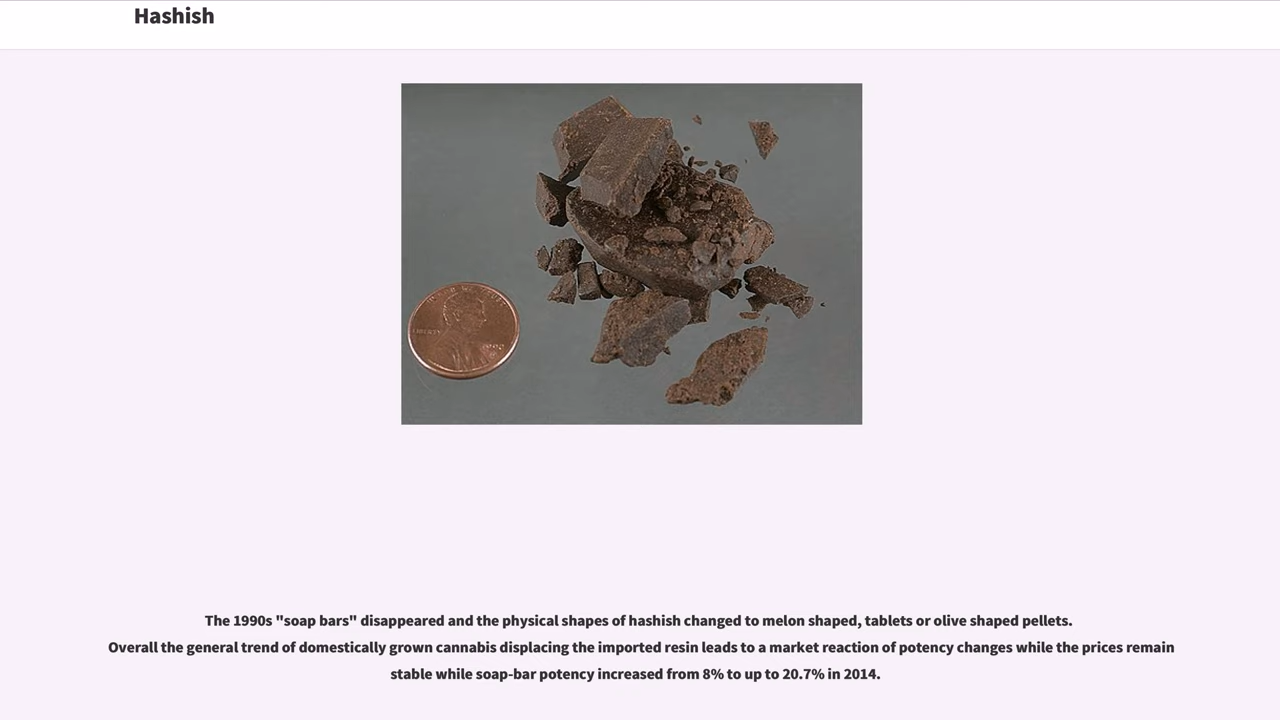 Hashish
LIBERTY
The 1990s "soap bars" disappeared and the physical shapes of hashish changed to melon shaped, tablets or olive shaped pellets.
Overall the general trend of domestically grown cannabis displacing the imported resin leads to a market reaction of potency changes while the prices remain
stable while soap-bar potency increased from 8% to up to 20.7% in 2014.